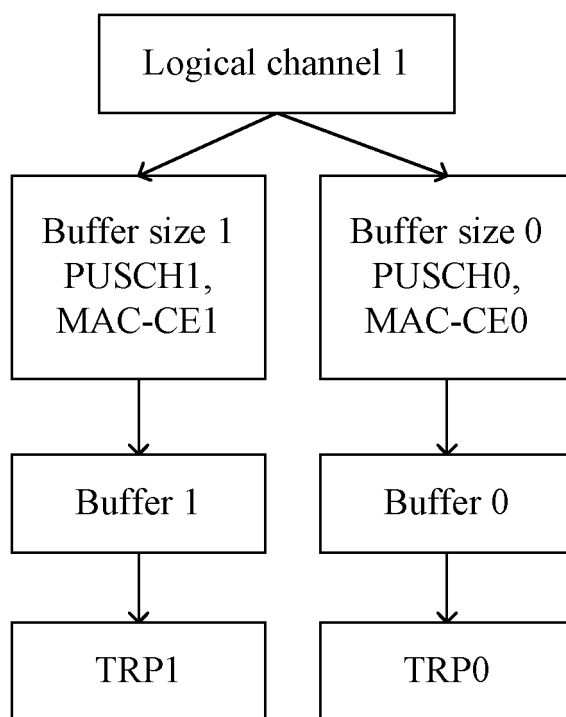 Logical channel 1
Buffer size 1
PUSCH1,
MAC-CE1
Buffer size 0
PUSCH0,
MAC-CE0
Buffer 1
Buffer 0
TRP1
TRP0